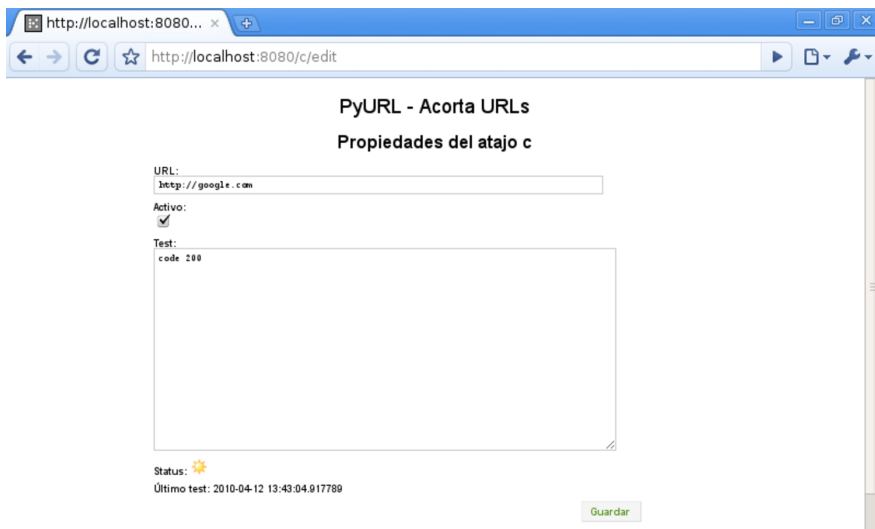 http://localhost:8080...
http://localhost:8080/c/edit
PyURL - Acorta URLs
Propiedades del atajo c
URL:
http://google.com
Activo:
Test:
code 200
Status:
Último test: 2010-04-12 13:43:04.917789
Guardar